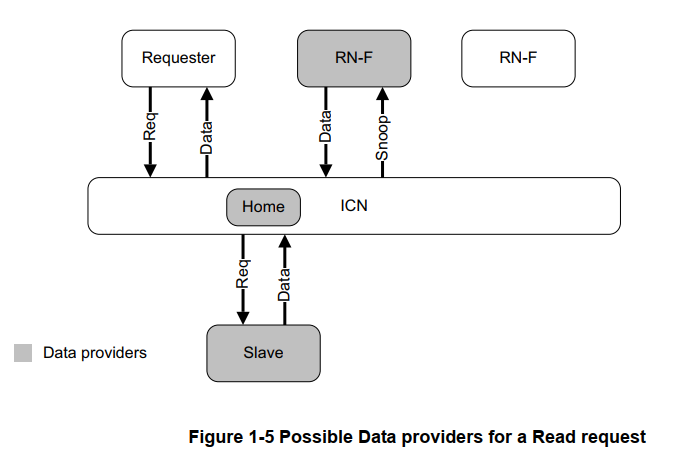 Requester
RN-F
RN-F
Req
Data
Data
Snoop
Home
ICN
Req
Data
Slave
Data providers
Figure 1-5 Possible Data providers for a Read request